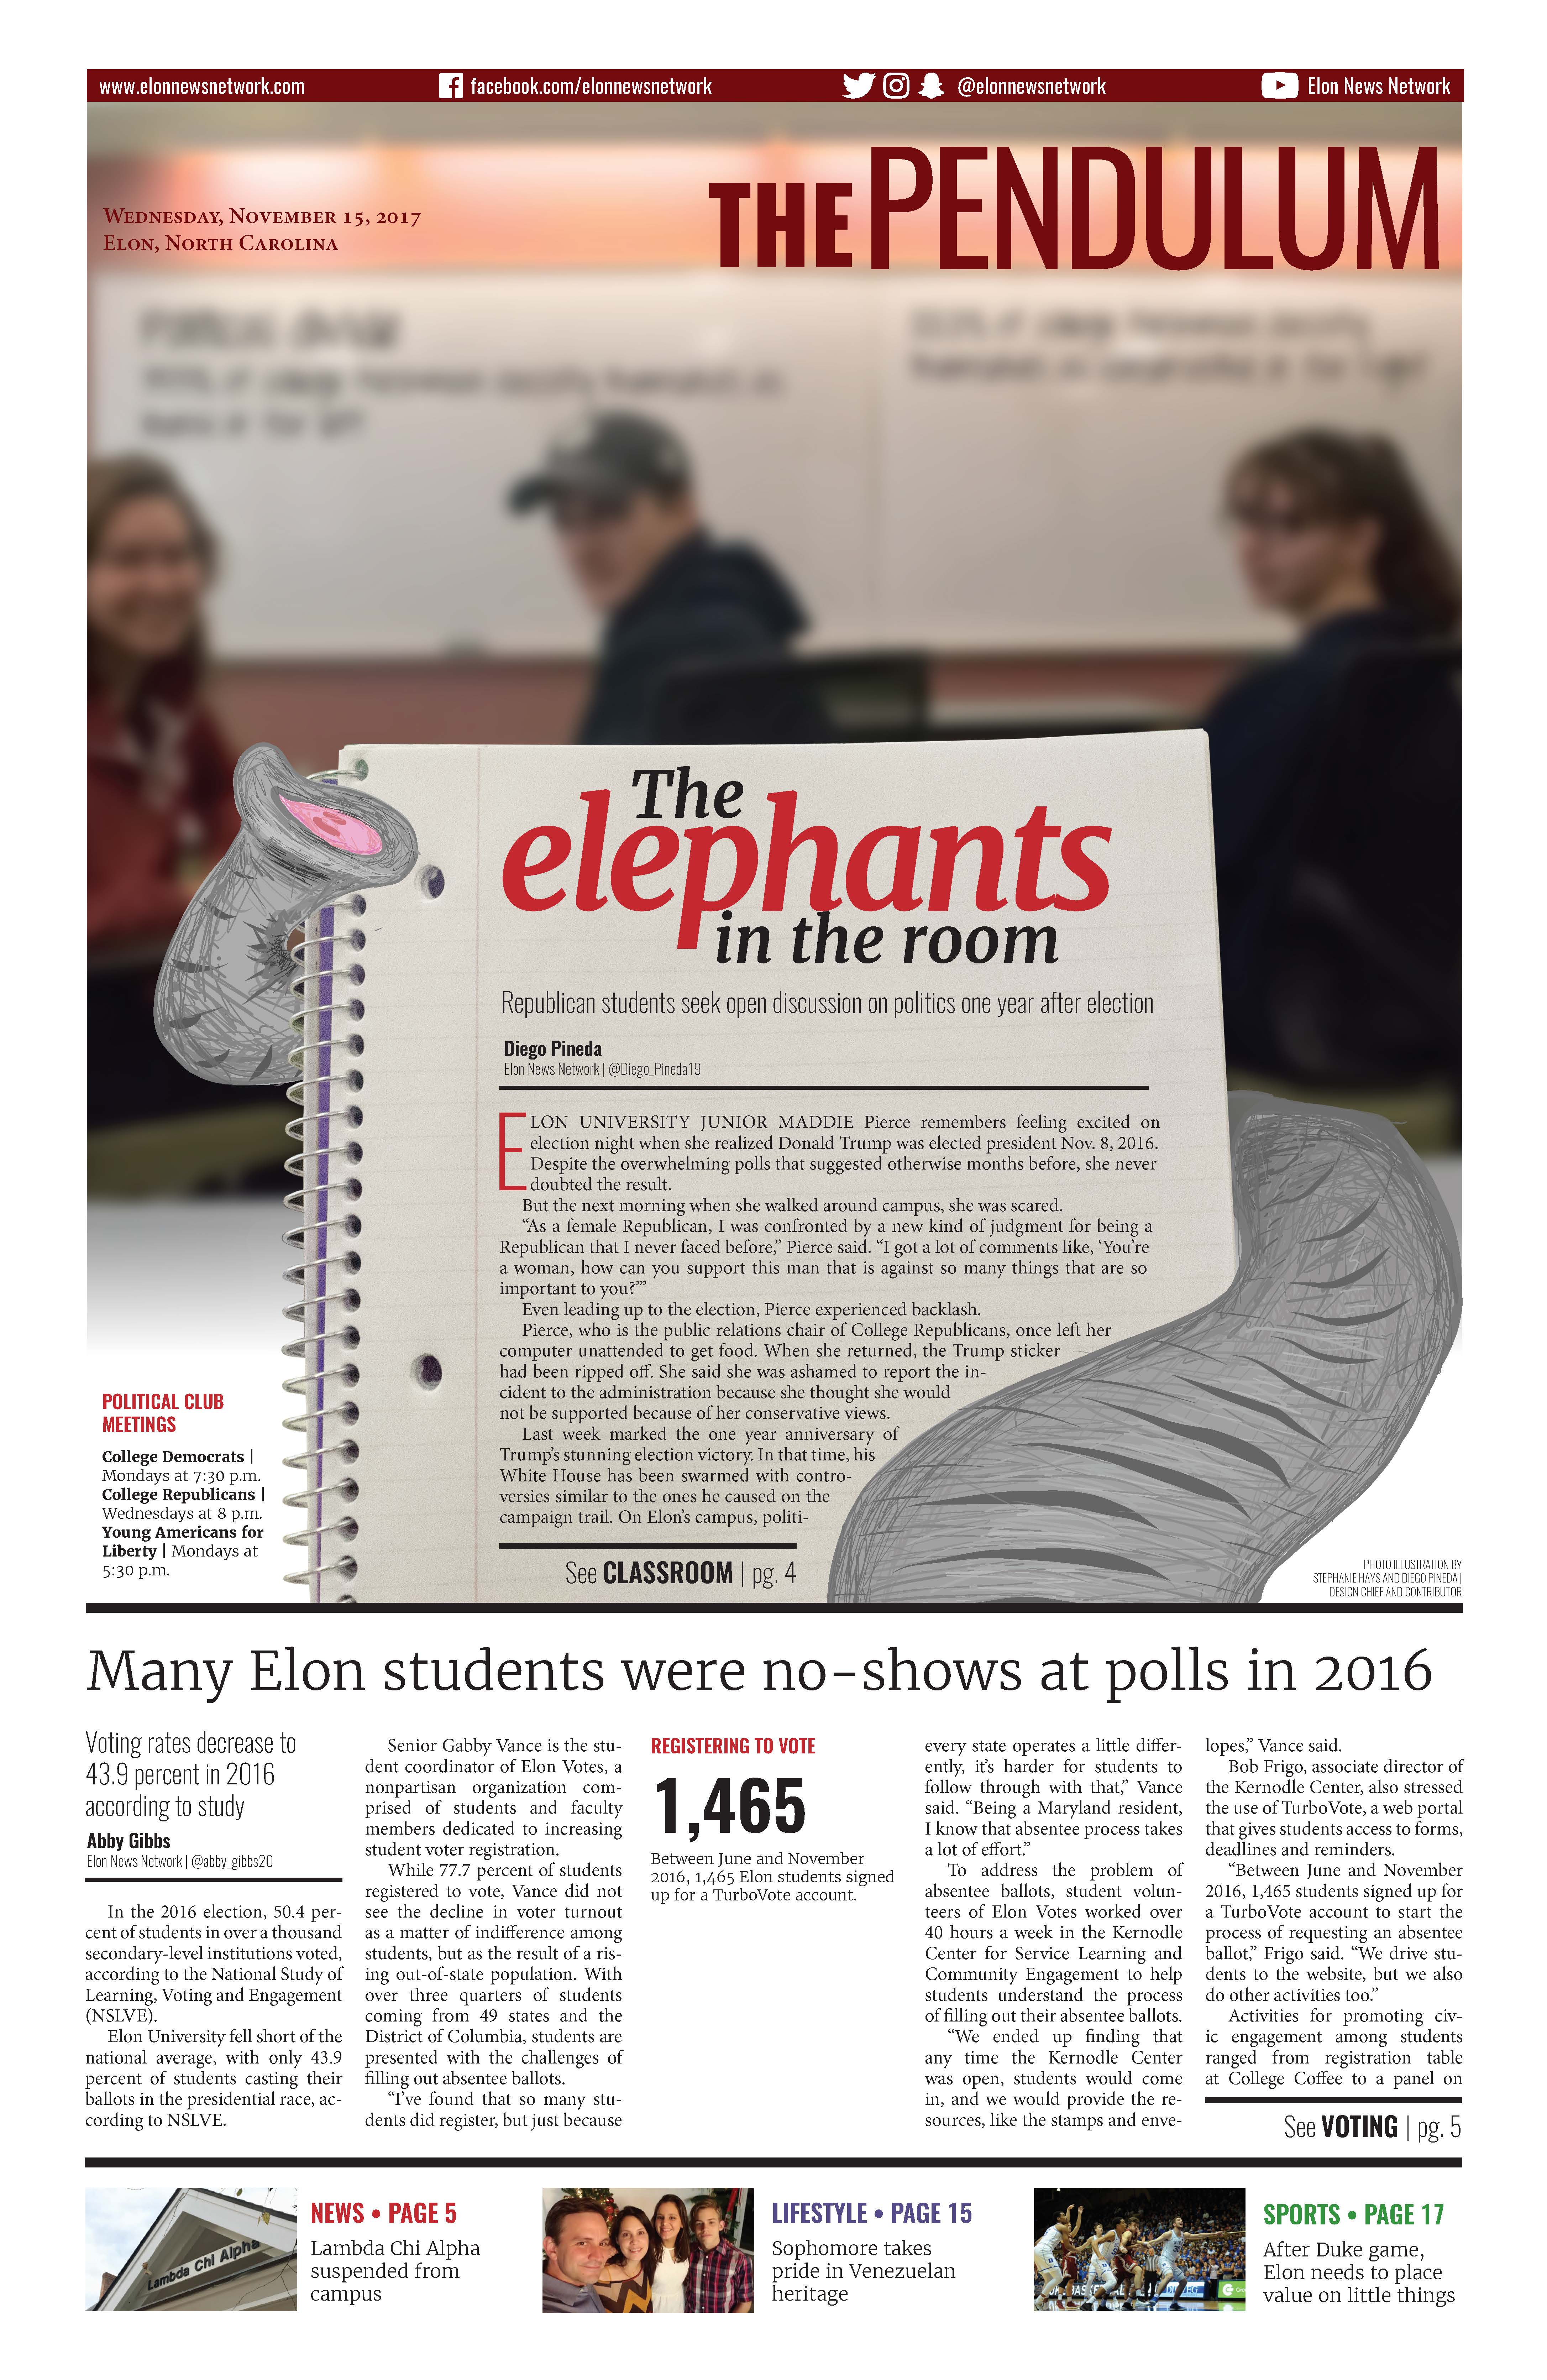 www.elonnewsnetwork.com
facebook.com/elonnewsnetwork
@elonnewsnetwork
Elon News Network
Wednesday, November 15, 2017
Elon, North Carolina
THE PENDULUM
The
elephants
in the room
Republican students seek open discussion on politics one year after election
Diego Pineda
Elon News Network | @Diego_Pineda19
ELON UNIVERSITY JUNIOR MADDIE Pierce remembers feeling excited on
election night when she realized Donald Trump was elected president Nov. 8, 2016.
Despite the overwhelming polls that suggested otherwise months before, she never
doubted the result.
But the next morning when she walked around campus, she was scared.
“As a female Republican, I was confronted by a new kind of judgment for being a
Republican that I never faced before,” Pierce said. “I got a lot of comments like, ‘You’re
a woman, how can you support this man that is against so many things that are so
important to you?’”
Even leading up to the election, Pierce experienced backlash.
Pierce, who is the public relations chair of College Republicans, once left her
computer unattended to get food. When she returned, the Trump sticker
had been ripped off. She said she was ashamed to report the in-
cident to the administration because she thought she would
not be supported because of her conservative views.
Last week marked the one year anniversary of
Trump’s stunning election victory. In that time, his
White House has been swarmed with contro-
versies similar to the ones he caused on the
campaign trail. On Elon’s campus, politi-
See CLASSROOM | pg. 4
POLITICAL CLUB
MEETINGS
College Democrats |
Mondays at 7:30 p.m.
College Republicans |
Wednesdays at 8 p.m.
Young Americans for
Liberty | Mondays at
5:30 p.m.
PHOTO ILLUSTRATION BY
STEPHANIE HAYS AND DIEGO PINEDA |
DESIGN CHIEF AND CONTRIBUTOR
Many Elon students were no-shows at polls in 2016
Voting rates decrease to
43.9 percent in 2016
according to study
Abby Gibbs
Elon News Network | @abby_gibbs20
In the 2016 election, 50.4 per-
cent of students in over a thousand
secondary-level institutions voted,
according to the National Study of
Learning, Voting and Engagement
(NSLVE).
Elon University fell short of the
national average, with only 43.9
percent of students casting their
ballots in the presidential race, ac-
cording to NSLVE.
Senior Gabby Vance is the stu-
dent coordinator of Elon Votes, a
nonpartisan organization com-
prised of students and faculty
members dedicated to increasing
student voter registration.
While 77.7 percent of students
registered to vote, Vance did not
see the decline in voter turnout
as a matter of indifference among
students, but as the result of a ris-
ing out-of-state population. With
over three quarters of students
coming from 49 states and the
District of Columbia, students are
presented with the challenges of
filling out absentee ballots.
“I’ve found that so many stu-
dents did register, but just because
REGISTERING TO VOTE
1,465
Between June and November
2016, 1,465 Elon students signed
up for a TurboVote account.
every state operates a little differ-
ently, it’s harder for students to
follow through with that,” Vance
said. “Being a Maryland resident,
I know that absentee process takes
a lot of effort.”
To address the problem of
absentee ballots, student volun-
teers of Elon Votes worked over
40 hours a week in the Kernodle
Center for Service Learning and
Community Engagement to help
students understand the process
of filling out their absentee ballots.
“We ended up finding that
any time the Kernodle Center
was open, students would come
in, and we would provide the re-
sources, like the stamps and enve-
lopes,” Vance said.
Bob Frigo, associate director of
the Kernodle Center, also stressed
the use of TurboVote, a web portal
that gives students access to forms,
deadlines and reminders.
“Between June and November
2016, 1,465 students signed up for
a TurboVote account to start the
process of requesting an absentee
ballot,” Frigo said. “We drive stu-
dents to the website, but we also
do other activities too.”
Activities for promoting civ-
ic engagement among students
ranged from registration table
at College Coffee to a panel on
See VOTING | pg. 5
Lambda Chi Alpha
NEWS • PAGE 5
Lambda Chi Alpha
suspended from
campus
LIFESTYLE • PAGE 15
Sophomore takes
pride in Venezuelan
heritage
SPORTS • PAGE 17
After Duke game,
Elon needs to place
value on little things